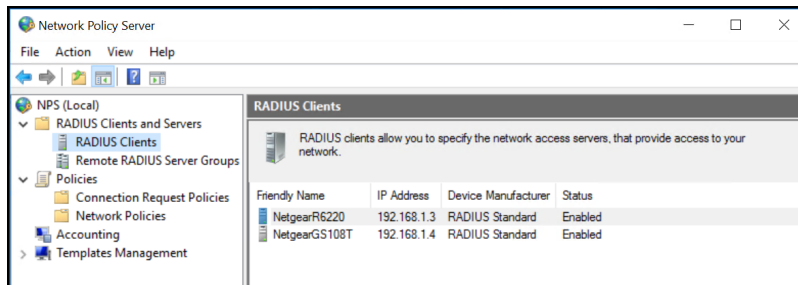 Network Policy Server
File Action View Help
NPS (Local)
RADIUS Clients and Servers
RADIUS Clients
Remote RADIUS Server Groups
Policies
Connection Request Policies
Network Policies
Accounting
Templates Management
RADIUS Clients
RADIUS clients allow you to specify the network access servers, that provide access to your
network.
Friendly Name IP Address Device Manufacturer Status
NetgearR6220 192.168.1.3 RADIUS Standard Enabled
NetgearGS108T 192.168.1.4 RADIUS Standard Enabled